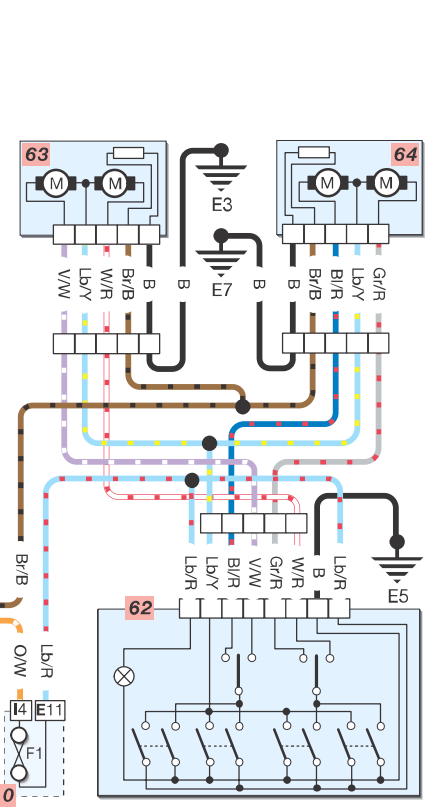 63
64
M M
M M
E3
E7
V/W Lb/Y W/R Br/B B B B B Br/B Bl/R Lb/Y Gr/R
Br/B
Lb/R Lb/Y Bl/R V/W Gr/R W/R B Lb/R
E5
62
O/W Lb/R
I4 E11
F1
0